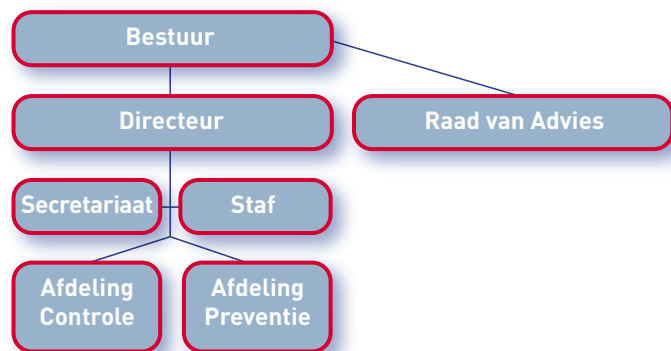 Bestuur
Directeur
Raad van Advies
Secretariaat
Staf
Afdeling
Controle
Afdeling
Preventie